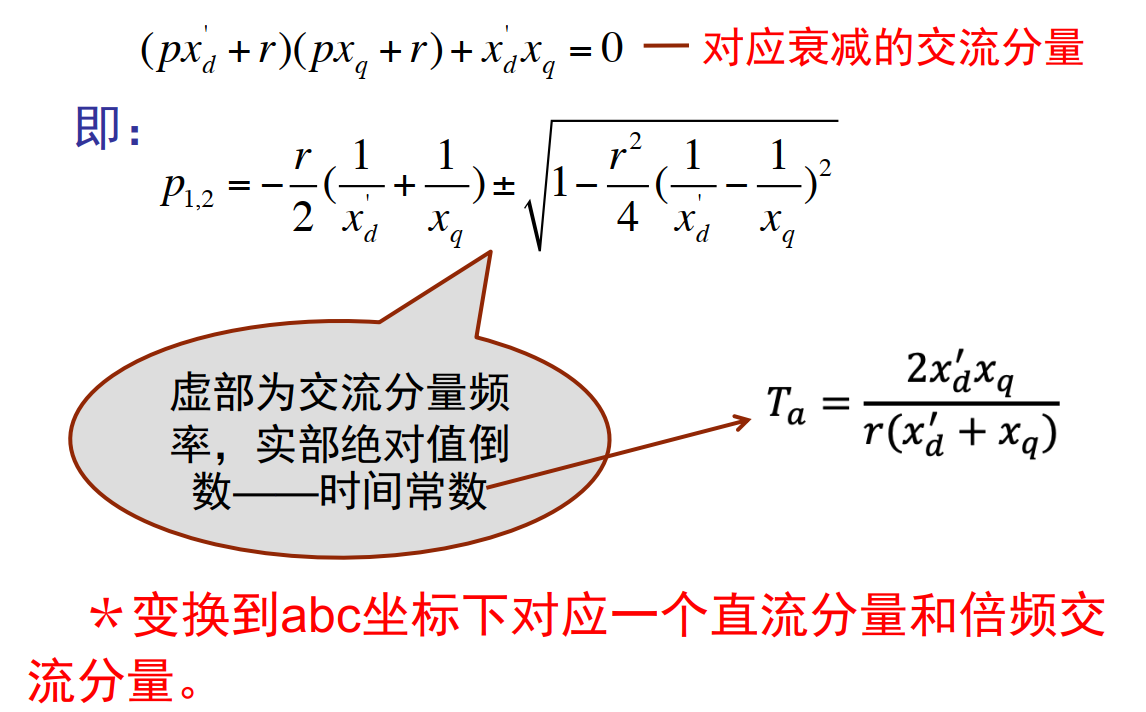 (px_d' + r)(px_q + r) + x_d' x_q = 0 — 对应衰减的交流分量
即：
p_{1,2} = -\frac{r}{2}(\frac{1}{x_d'} + \frac{1}{x_q}) ± \sqrt{1 - \frac{r^2}{4}(\frac{1}{x_d'} - \frac{1}{x_q})^2}
虚部为交流分量频
率，实部绝对值倒
数——时间常数
T_a = \frac{2x_d' x_q}{r(x_d' + x_q)}
＊变换到abc坐标下对应一个直流分量和倍频交
流分量。